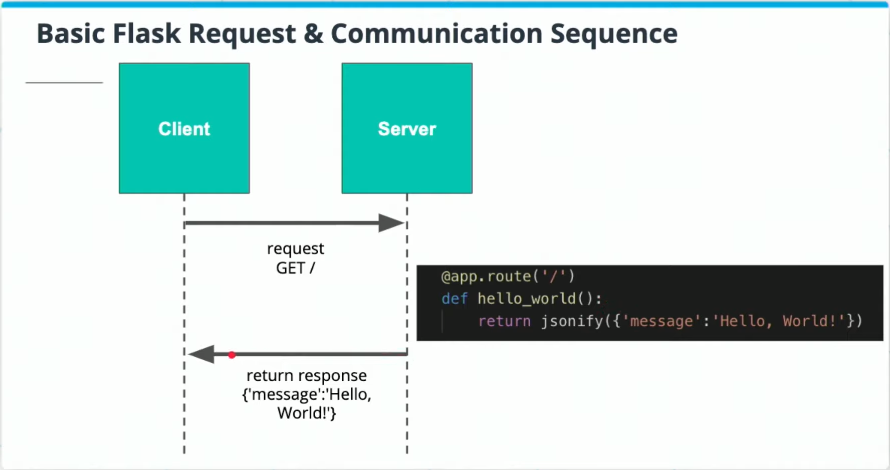 Basic Flask Request & Communication Sequence
Client
Server
request
GET /
@app.route('/')
def hello_world():
    return jsonify({'message':'Hello, World!'})
return response
{'message':'Hello,
World!'}